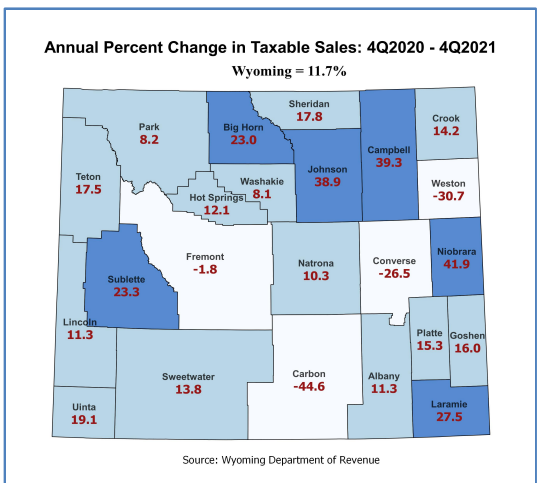 Annual Percent Change in Taxable Sales: 4Q2020 - 4Q2021
Wyoming = 11.7%
Sheridan
17.8
Crook
14.2
Park
8.2
Big Horn
23.0
Campbell
39.3
Johnson
38.9
Teton
17.5
Washakie
8.1
Weston
-30.7
Hot Springs
12.1
Fremont
-1.8
Natrona
10.3
Converse
-26.5
Niobrara
41.9
Sublette
23.3
Lincoln
11.3
Platte
15.3
Goshen
16.0
Sweetwater
13.8
Carbon
-44.6
Albany
11.3
Uinta
19.1
Laramie
27.5
Source: Wyoming Department of Revenue